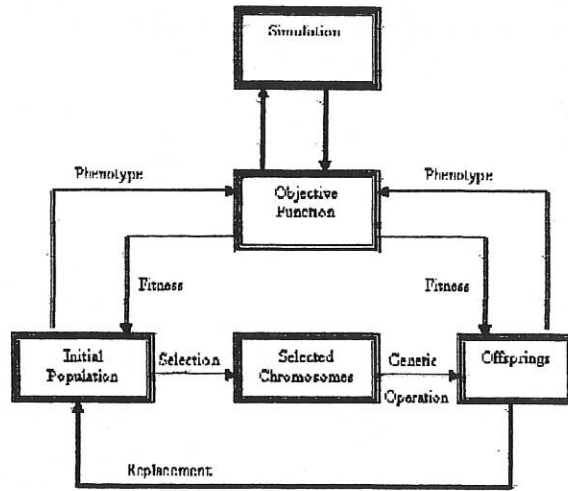 Simulation
Phenotype
Phenotype
Objective
Function
Fitness
Fitness
Initial
Population
Selection
Selected
Chromosomes
Genetic
Operation
Offsprings
Replacement